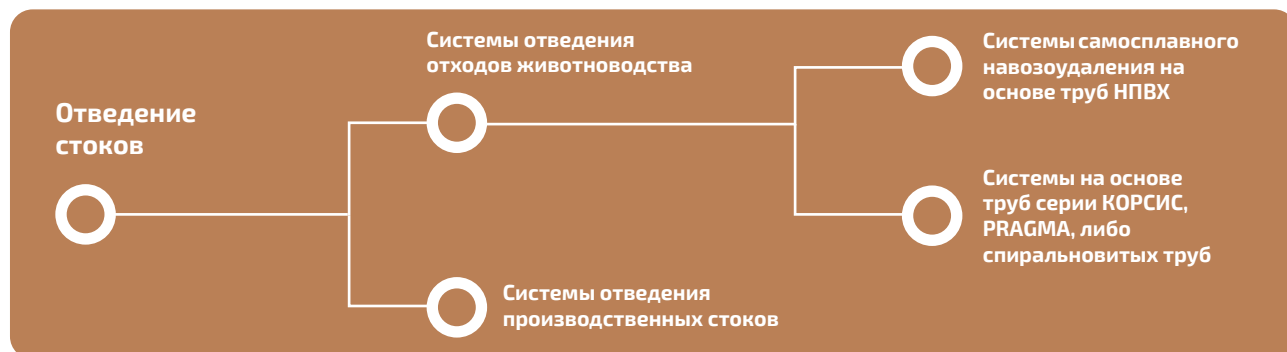 Отведение
стоков
Системы отведения
отходов животноводства
Системы отведения
производственных стоков
Системы самосплавного
навозоудаления на
основе труб НПВХ
Системы на основе
труб серии КОРСИС,
PRAGMA, либо
спиральновитых труб